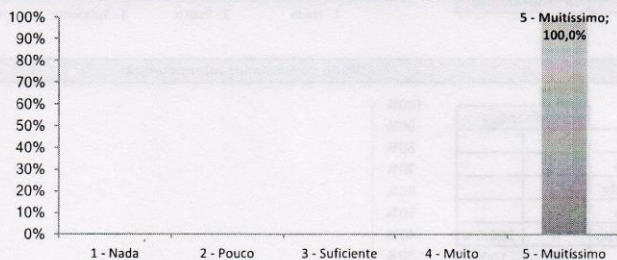 5 - Muitíssimo;
100,0%
100%
90%
80%
70%
60%
50%
40%
30%
20%
10%
0%
1 - Nada
2 - Pouco
3 - Suficiente
4 - Muito
5 - Muitíssimo